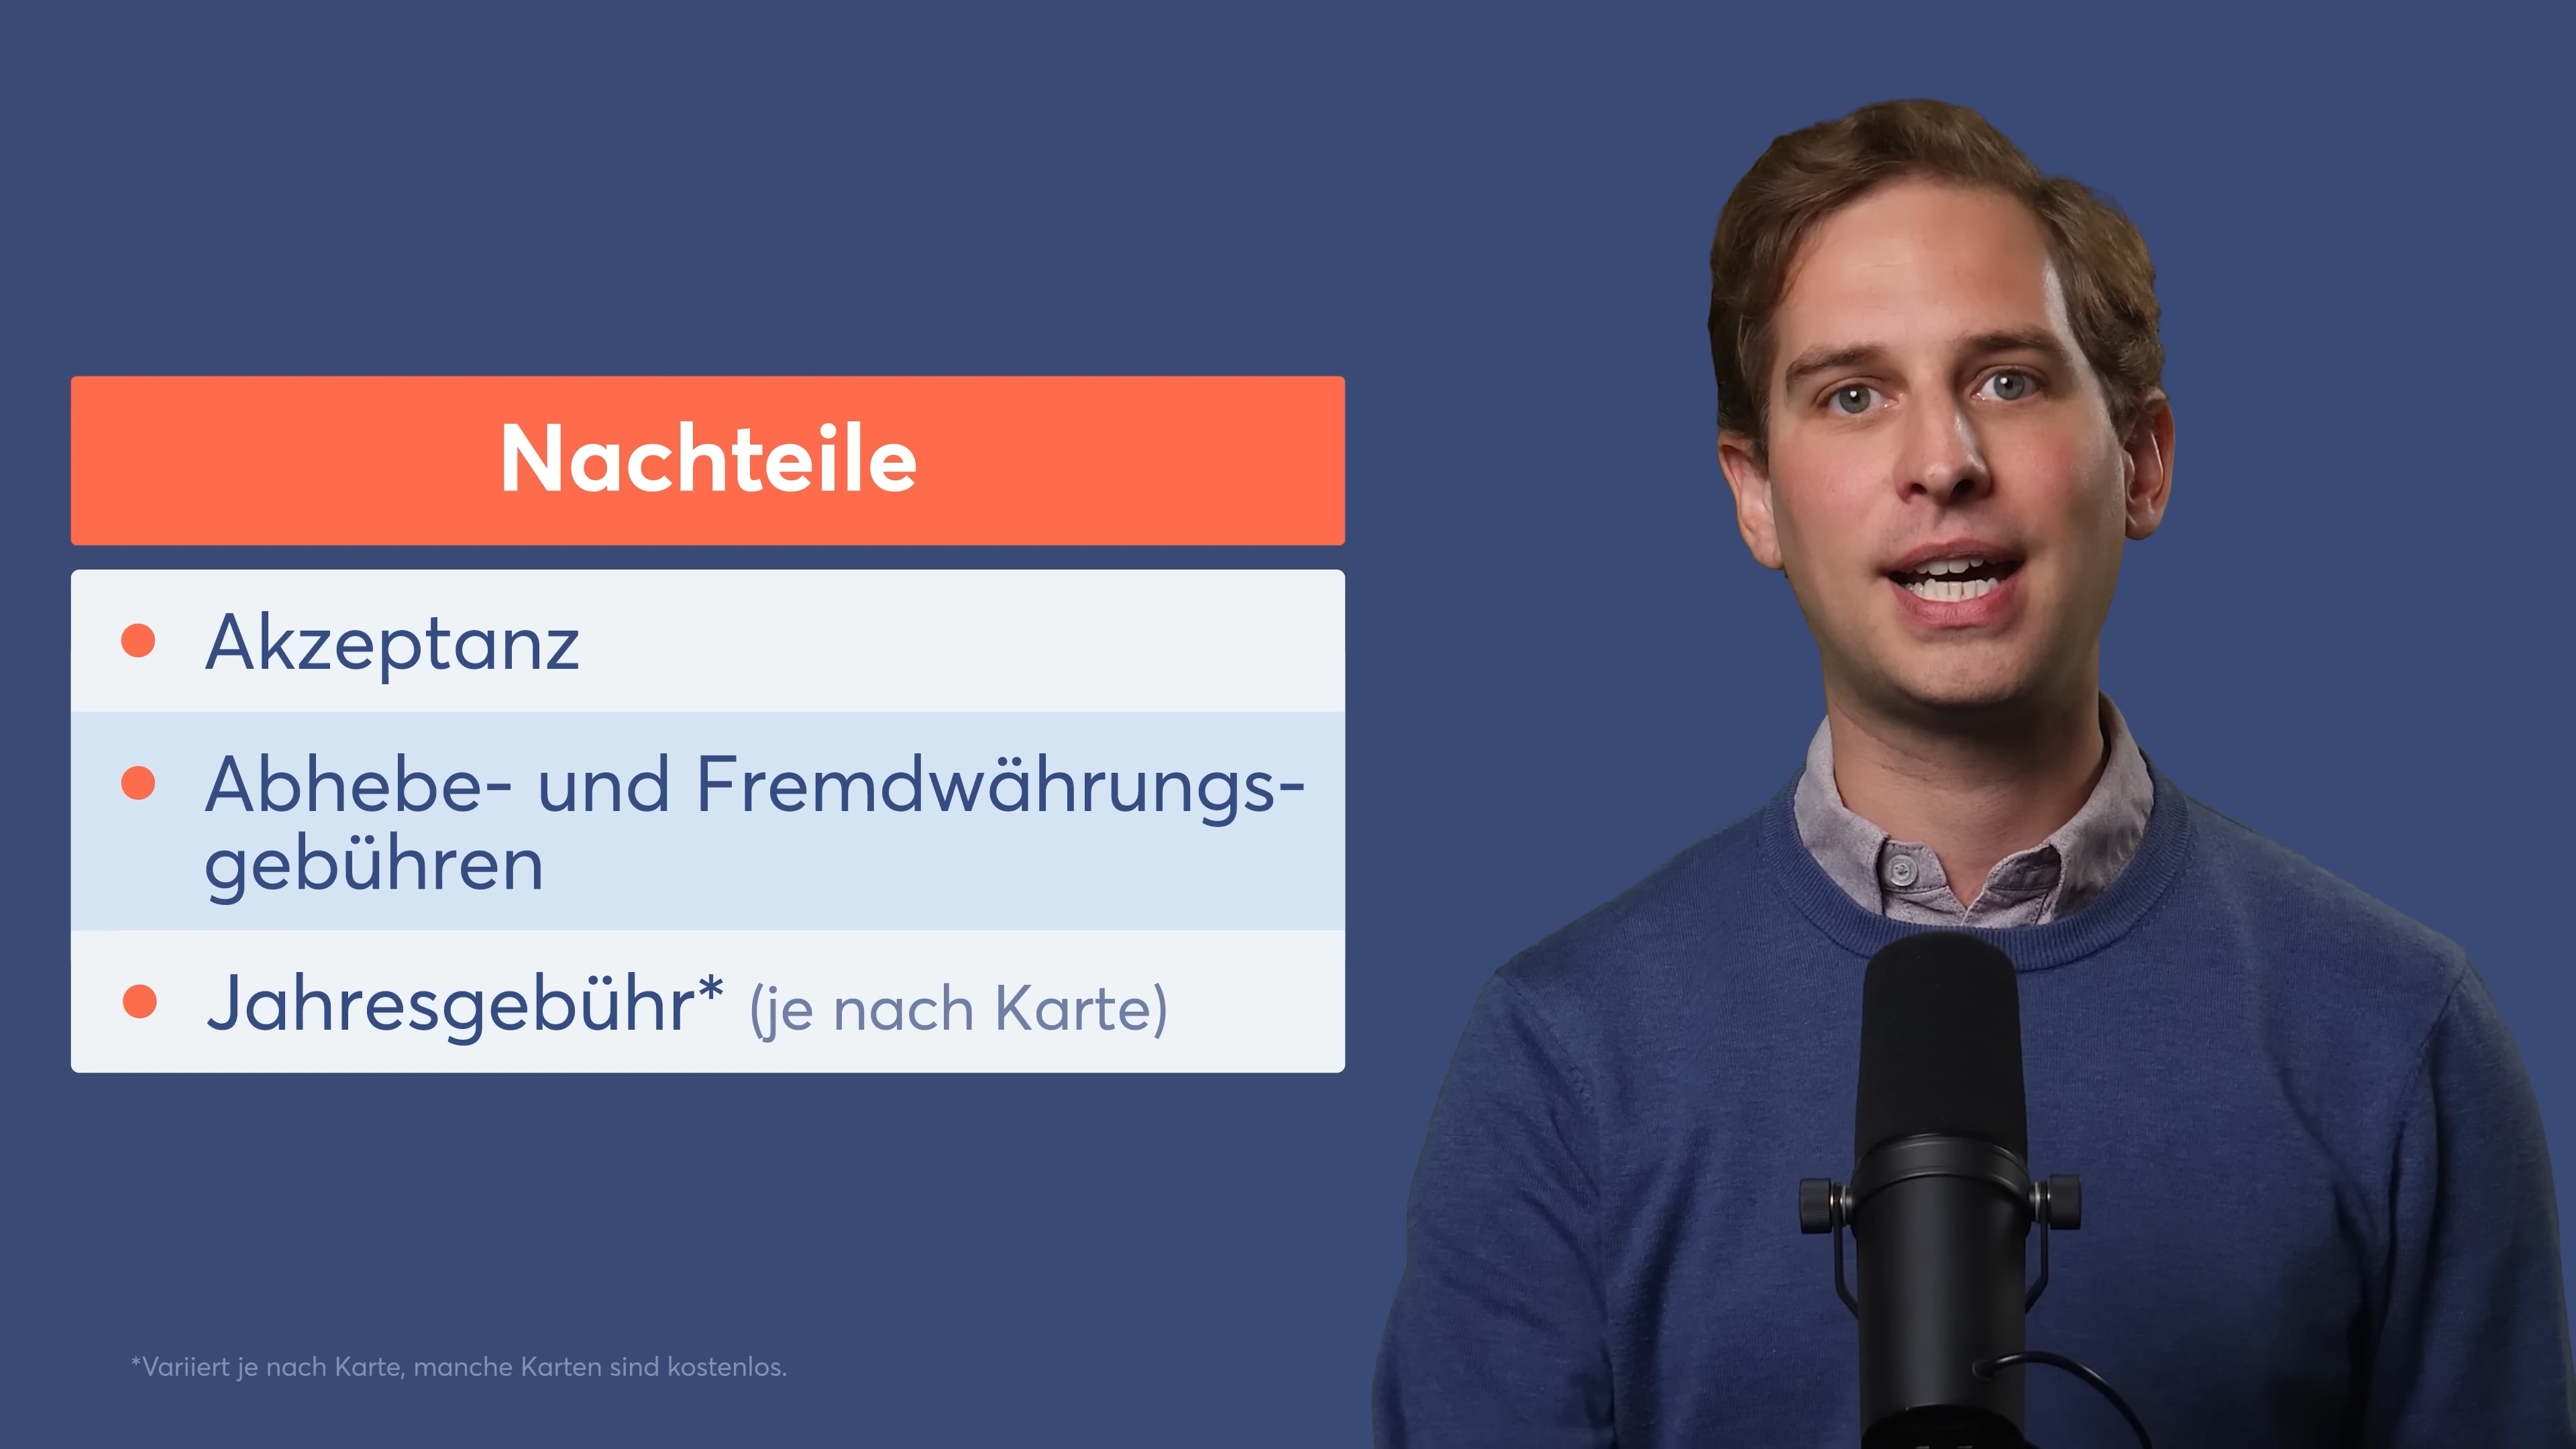 Nachteile
Akzeptanz
Abhebe- und Fremdwährungs-
gebühren
Jahresgebühr* (je nach Karte)
*Variiert je nach Karte, manche Karten sind kostenlos.